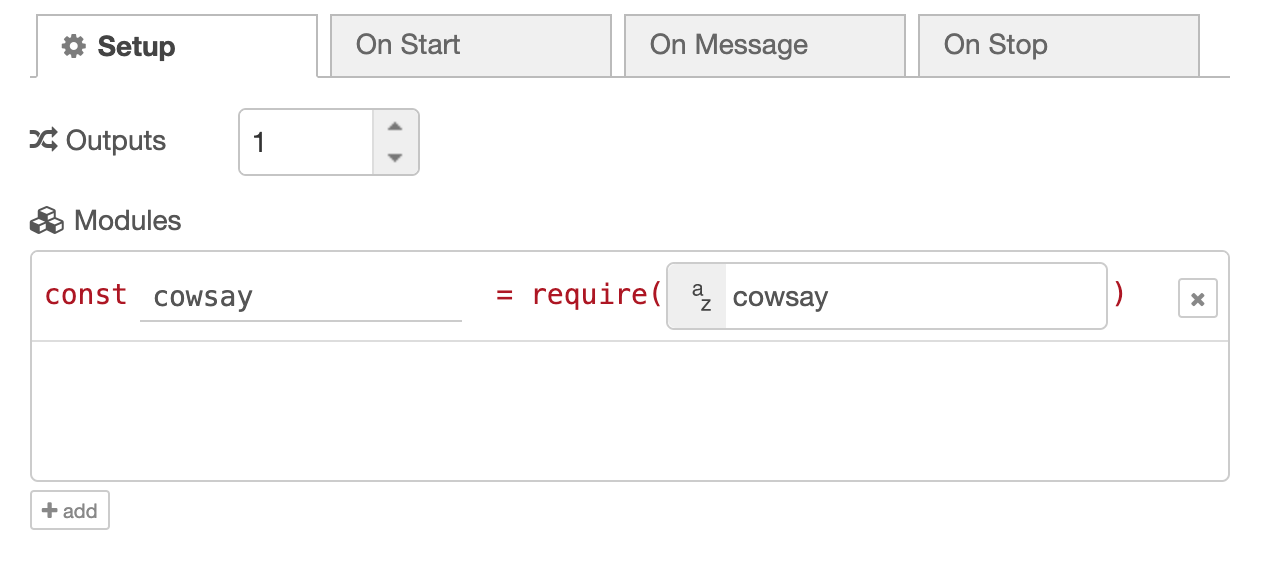 Setup On Start On Message On Stop
Outputs 1
Modules
const cowsay = require( az cowsay )
add